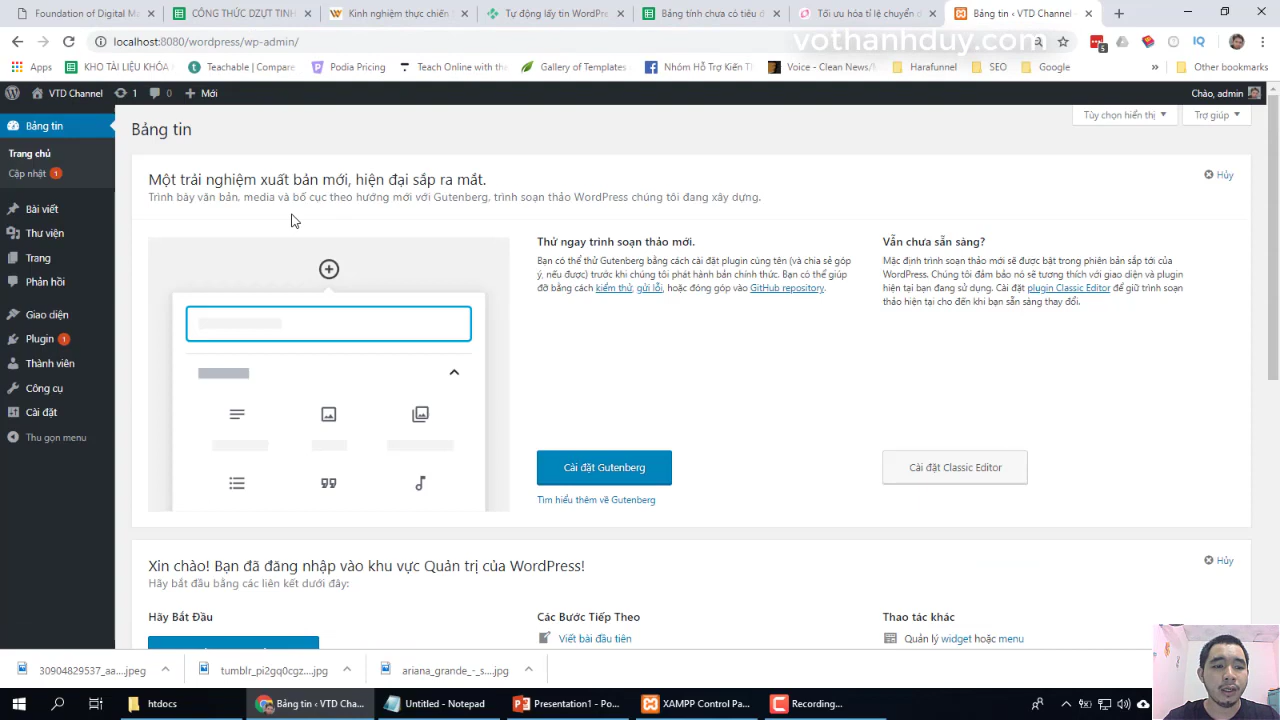 Foundation of Digital Ma
CÔNG THỨC DZUT TINH
Kinh nghiệm thực chiến
Tự động lấy tin WordPress
Bảng tính chưa có tiêu đ
Tối ưu hóa tỉ lệ chuyển d
Bảng tin ‹ VTD Channel
localhost:8080/wordpress/wp-admin/
vothanhduy.com
5
IQ
Apps
KHO TÀI LIỆU KHÓA
Teachable | Compare
Podia Pricing
Teach Online with the
Gallery of Templates
Nhóm Hỗ Trợ Kiến T
Voice - Clean News/
Harafunnel
SEO
Google
»
Other bookmarks
VTD Channel
1
0
Mới
Chào, admin
Bảng tin
Trang chủ
Cập nhật 1
Bài viết
Thư viện
Trang
Phản hồi
Giao diện
Plugin 1
Thành viên
Công cụ
Cài đặt
Thu gọn menu
Bảng tin
Tùy chọn hiển thị
Trợ giúp
Một trải nghiệm xuất bản mới, hiện đại sắp ra mắt.
Hủy
Trình bày văn bản, media và bố cục theo hướng mới với Gutenberg, trình soạn thảo WordPress chúng tôi đang xây dựng.
Thử ngay trình soạn thảo mới.
Bạn có thể thử Gutenberg bằng cách cài đặt plugin cùng tên (và chia sẻ góp
ý, nếu được) trước khi chúng tôi phát hành bản chính thức. Bạn có thể giúp
đỡ bằng cách kiểm thử, gửi lỗi, hoặc đóng góp vào GitHub repository.
Cài đặt Gutenberg
Tìm hiểu thêm về Gutenberg
Vẫn chưa sẵn sàng?
Mặc định trình soạn thảo mới sẽ được bật trong phiên bản sắp tới của
WordPress. Chúng tôi đảm bảo nó sẽ tương thích với giao diện và plugin
hiện tại bạn đang sử dụng. Cài đặt plugin Classic Editor để giữ trình soạn
thảo hiện tại cho đến khi bạn sẵn sàng thay đổi.
Cài đặt Classic Editor
Xin chào! Bạn đã đăng nhập vào khu vực Quản trị của WordPress!
Hủy
Hãy bắt đầu bằng các liên kết dưới đây:
Hãy Bắt Đầu
Các Bước Tiếp Theo
Viết bài đầu tiên
Thao tác khác
Quản lý widget hoặc menu
30904829537_aa....jpeg
tumblr_pi2gq0cgz....jpg
ariana_grande_-_s....jpg
htdocs
Bảng tin ‹ VTD Cha...
Untitled - Notepad
Presentation1 - Po...
XAMPP Control Pa...
Recording...